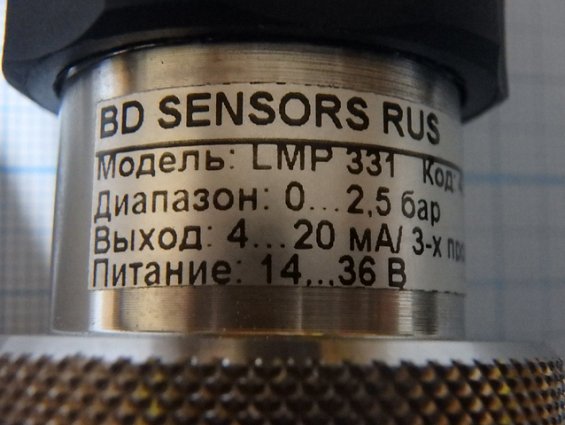 BD SENSORS RUS
Модель: LMP 331 Код:
Диапазон: 0...2,5 бар
Выход: 4...20 мА/ 3-х
Питание: 14...36 В